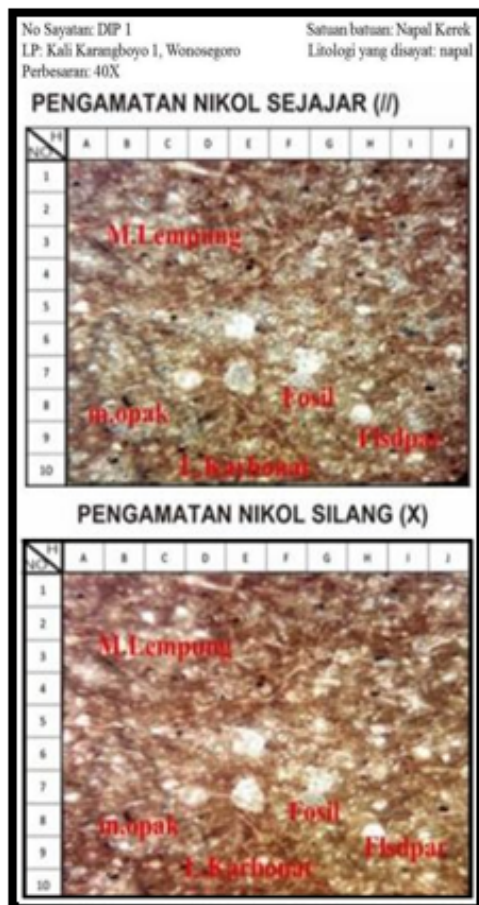 No Sayatan: DIP 1 Satuan batuan: Napal Kerek
LP: Kali Karangboyo 1, Wonosegoro Litologi yang disayat: napal
Perbesaran: 40X
PENGAMATAN NIKOL SEJAJAR (//)
H
NO. A B C D E F G H I J
1
2
3
4
5
6
7
8
9
10
M.Lempung
Fosil
m.opak
Flsdpar
L.Karbonat
PENGAMATAN NIKOL SILANG (X)
H
NO. A B C D E F G H I J
1
2
3
4
5
6
7
8
9
10
M.Lempung
Fosil
m.opak
Flsdpar
L.Karbonat